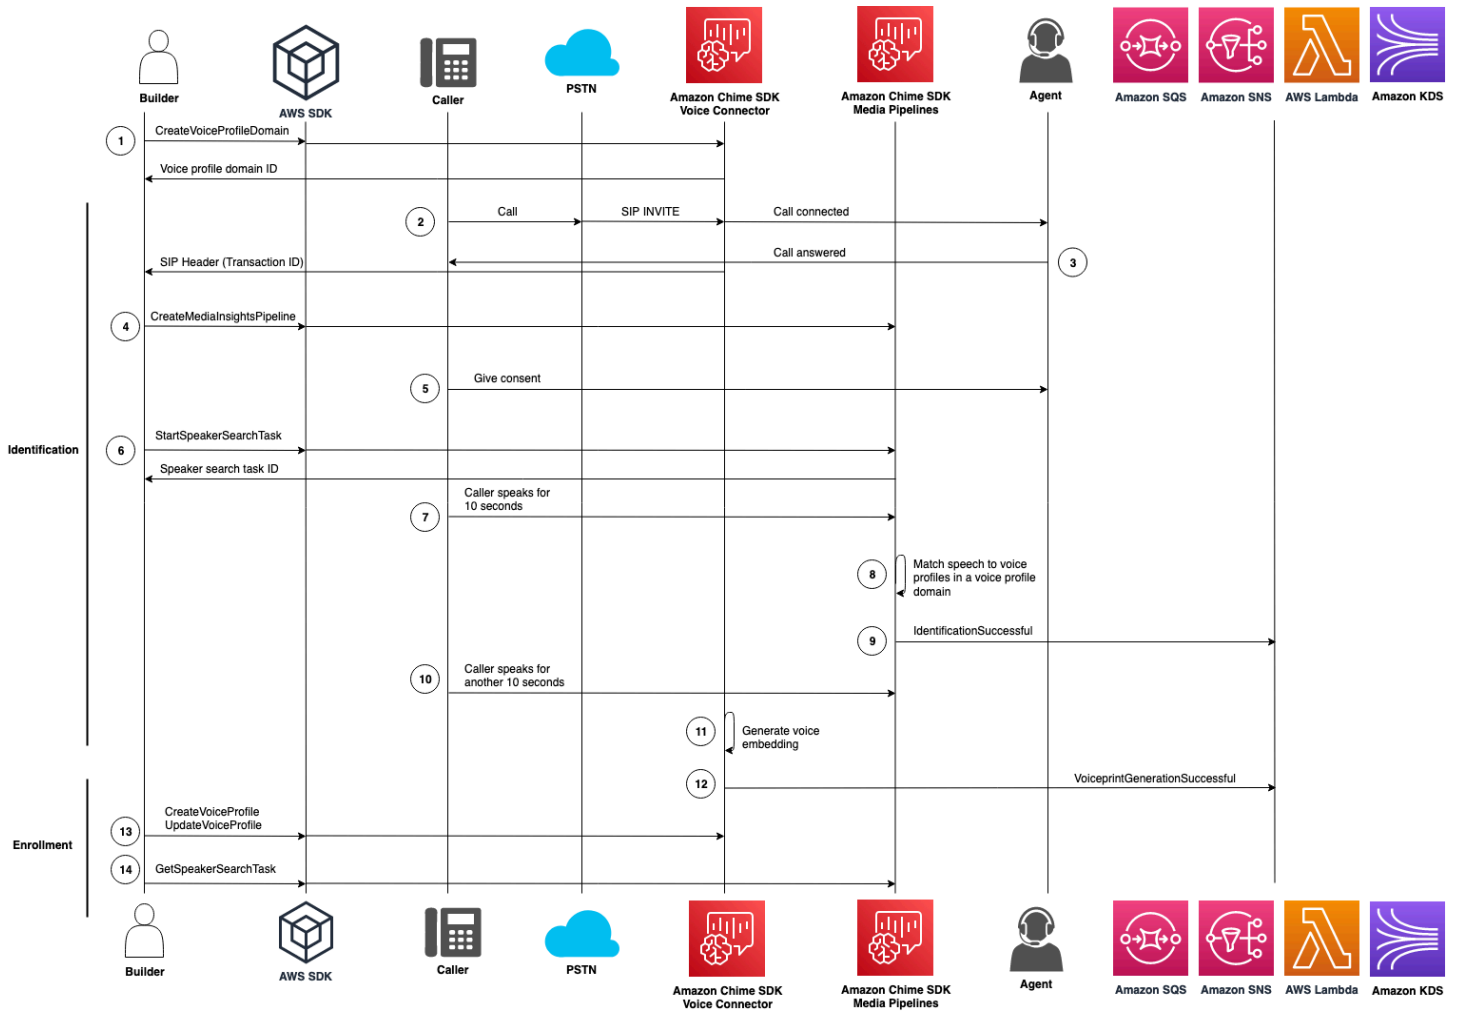 Builder
AWS SDK
Caller
PSTN
Amazon Chime SDK
Voice Connector
Amazon Chime SDK
Media Pipelines
Agent
Amazon SQS
Amazon SNS
AWS Lambda
Amazon KDS
1
CreateVoiceProfileDomain
Voice profile domain ID
2
Call
SIP INVITE
Call connected
Call answered
3
SIP Header (Transaction ID)
4
CreateMediaInsightsPipeline
5
Give consent
Identification
6
StartSpeakerSearchTask
Speaker search task ID
7
Caller speaks for
10 seconds
8
Match speech to voice
profiles in a voice profile
domain
9
IdentificationSuccessful
10
Caller speaks for
another 10 seconds
11
Generate voice
embedding
12
VoiceprintGenerationSuccessful
Enrollment
13
CreateVoiceProfile
UpdateVoiceProfile
14
GetSpeakerSearchTask
Builder
AWS SDK
Caller
PSTN
Amazon Chime SDK
Voice Connector
Amazon Chime SDK
Media Pipelines
Agent
Amazon SQS
Amazon SNS
AWS Lambda
Amazon KDS